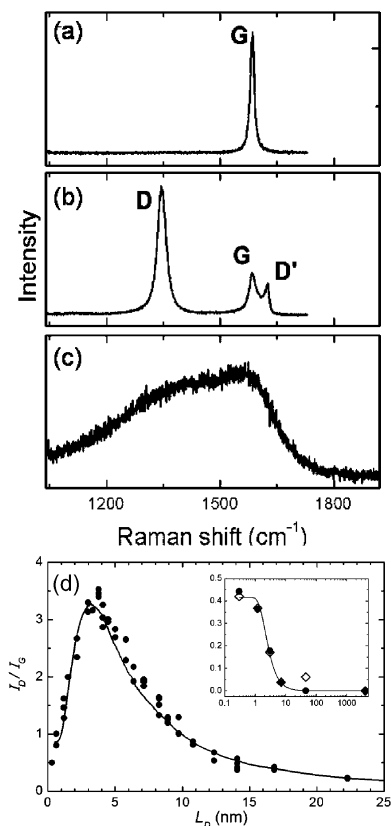 (a)
G
(b)
D
G
D'
Intensity
(c)
1200 1500 1800
Raman shift (cm⁻¹)
(d)
4
3
2
1
0
I_D/ I_G
0.5
0.4
0.3
0.2
0.1
0.0
0.1 1 10 100 1000
0 5 10 15 20 25
L_D (nm)